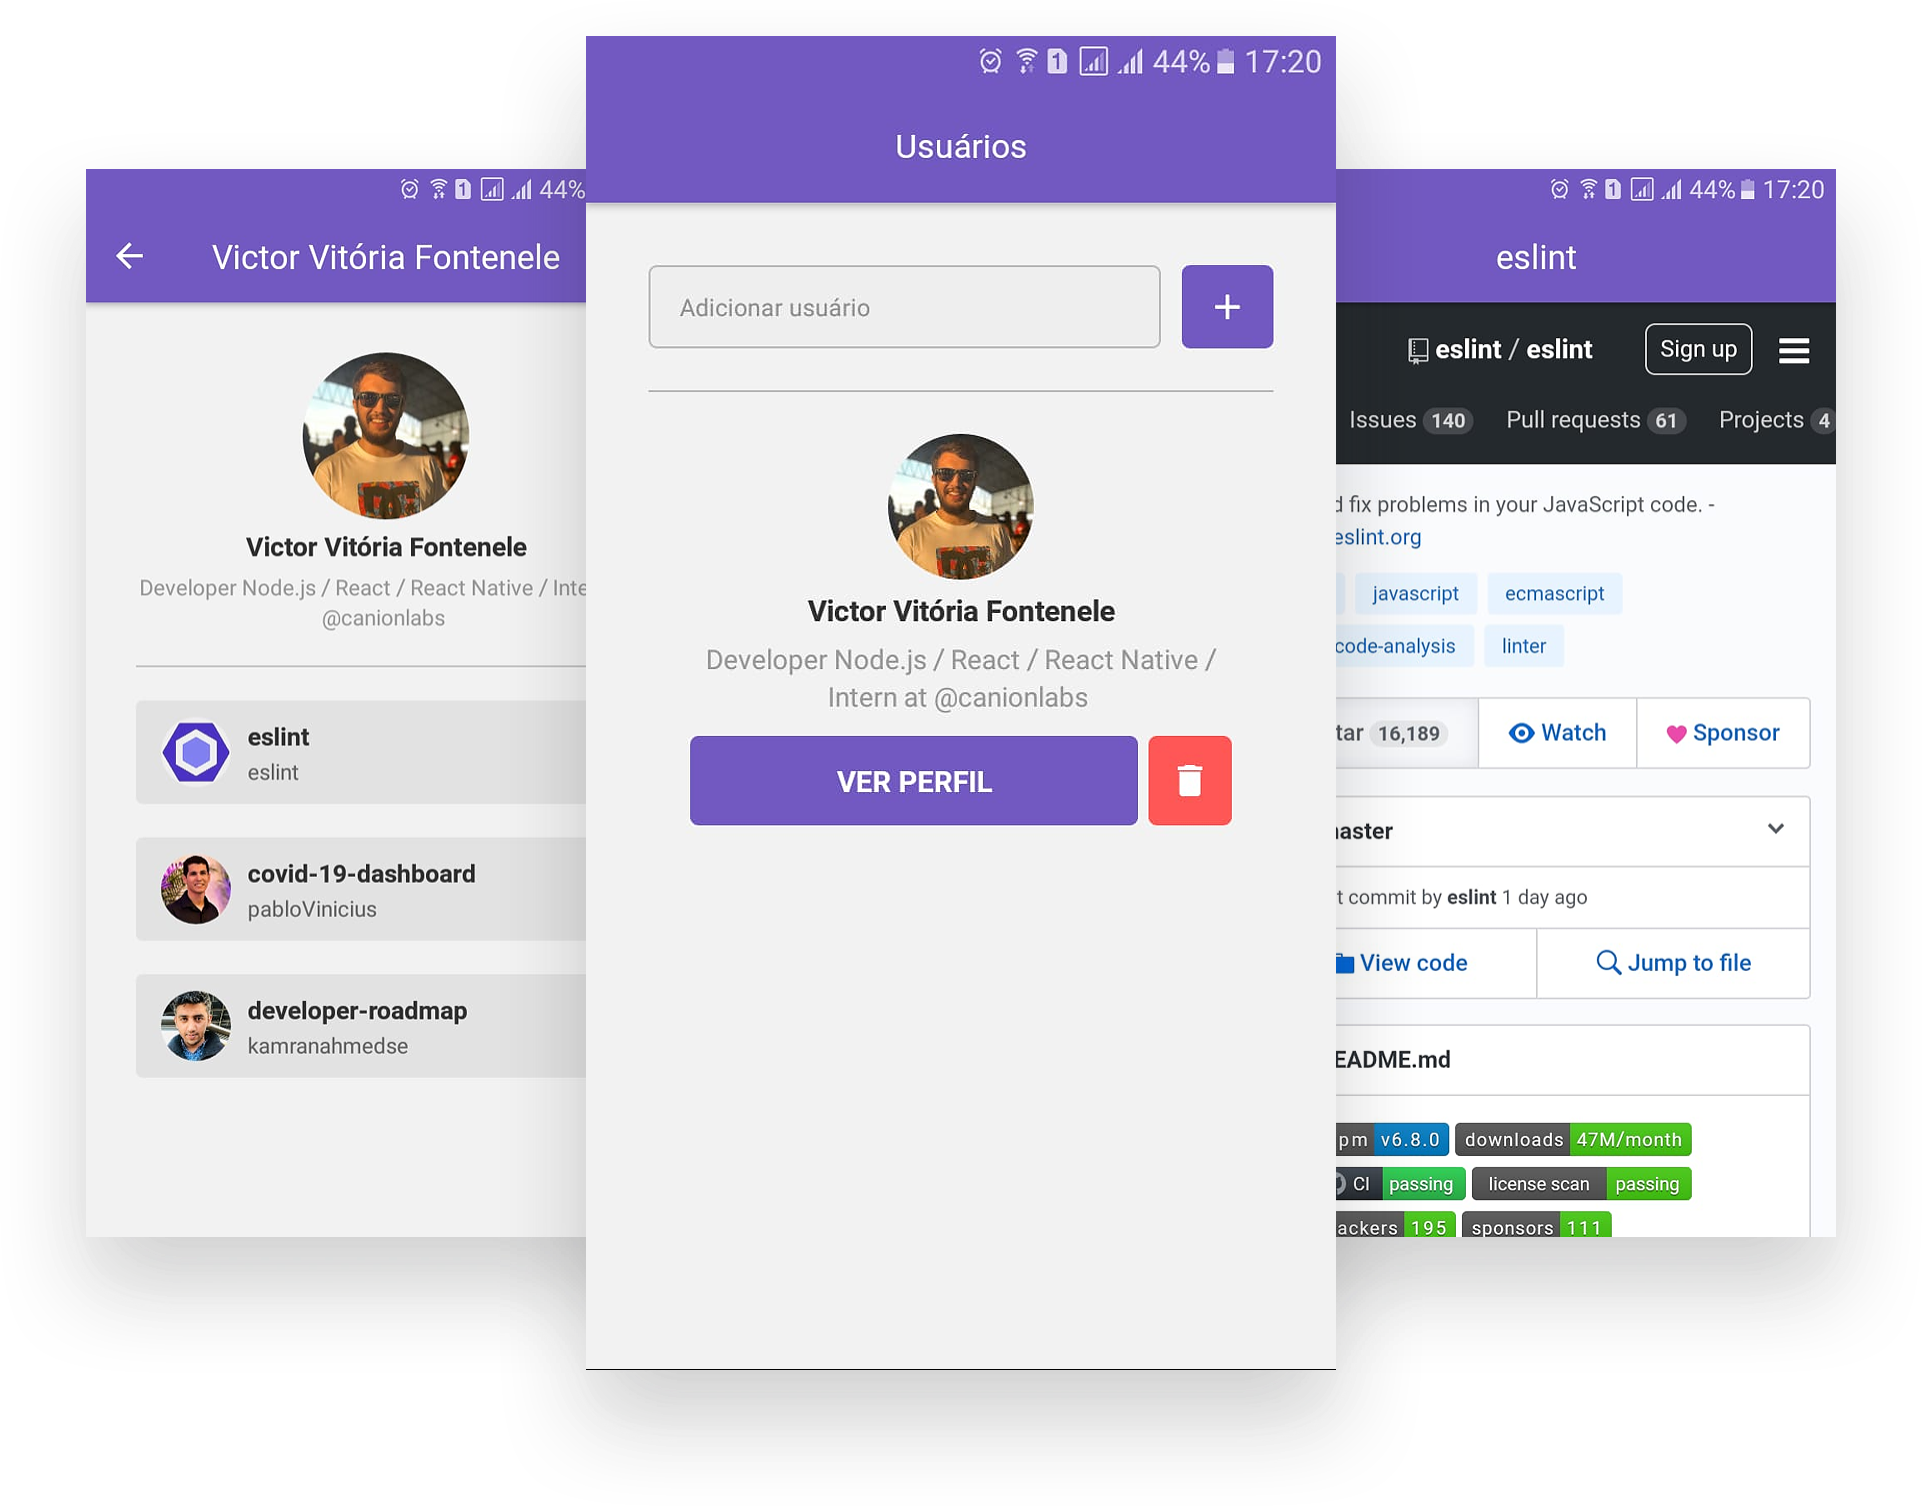 44%
Victor Vitória Fontenele
Victor Vitória Fontenele
Developer Node.js / React / React Native / Inte
@canionlabs
eslint
eslint
covid-19-dashboard
pabloVinicius
developer-roadmap
kamranahmedse
1 44% 17:20
Usuários
Adicionar usuário
+
Victor Vitória Fontenele
Developer Node.js / React / React Native /
Intern at @canionlabs
VER PERFIL
1 44% 17:20
eslint
eslint / eslint
Sign up
Issues 140 Pull requests 61 Projects 4
d fix problems in your JavaScript code. -
eslint.org
javascript ecmascript
code-analysis linter
tar 16,189 Watch Sponsor
aster
t commit by eslint 1 day ago
View code Jump to file
EADME.md
pm v6.8.0 downloads 47M/month
CI passing license scan passing
ackers 195 sponsors 111